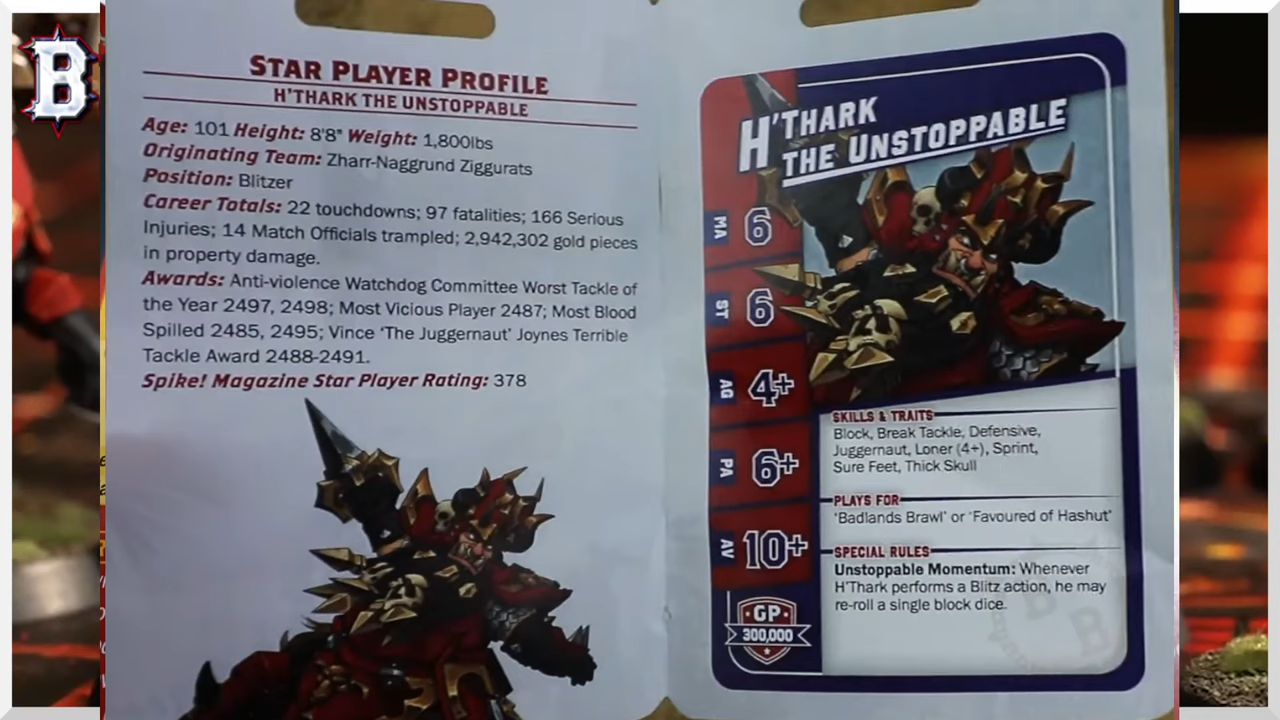 B
STAR PLAYER PROFILE
H'THARK THE UNSTOPPABLE
Age: 101 Height: 8'8" Weight: 1,800lbs
Originating Team: Zharr-Naggrund Ziggurats
Position: Blitzer
Career Totals: 22 touchdowns; 97 fatalities; 166 Serious
Injuries; 14 Match Officials trampled; 2,942,302 gold pieces
in property damage.
Awards: Anti-violence Watchdog Committee Worst Tackle of
the Year 2497, 2498; Most Vicious Player 2487; Most Blood
Spilled 2485, 2495; Vince 'The Juggernaut' Joynes Terrible
Tackle Award 2488-2491.
Spike! Magazine Star Player Rating: 378
H'THARK
THE UNSTOPPABLE
MA 6
ST 6
AG 4+
PA 6+
AV 10+
GP
300,000
SKILLS & TRAITS
Block, Break Tackle, Defensive,
Juggernaut, Loner (4+), Sprint,
Sure Feet, Thick Skull
PLAYS FOR
'Badlands Brawl' or 'Favoured of Hashut'
SPECIAL RULES
Unstoppable Momentum: Whenever
H'Thark performs a Blitz action, he may
re-roll a single block dice.